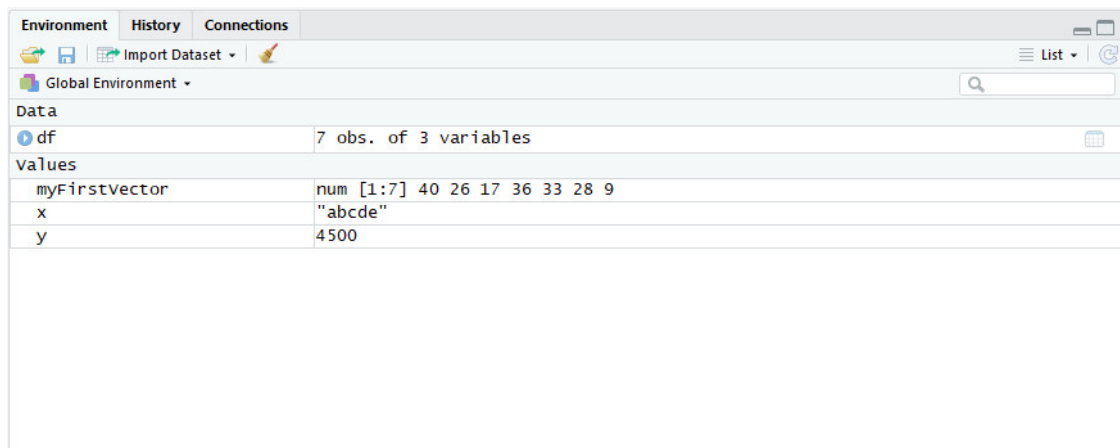 Environment History Connections
Import Dataset List
Global Environment
Data
df 7 obs. of 3 variables
Values
myFirstVector num [1:7] 40 26 17 36 33 28 9
x "abcde"
y 4500